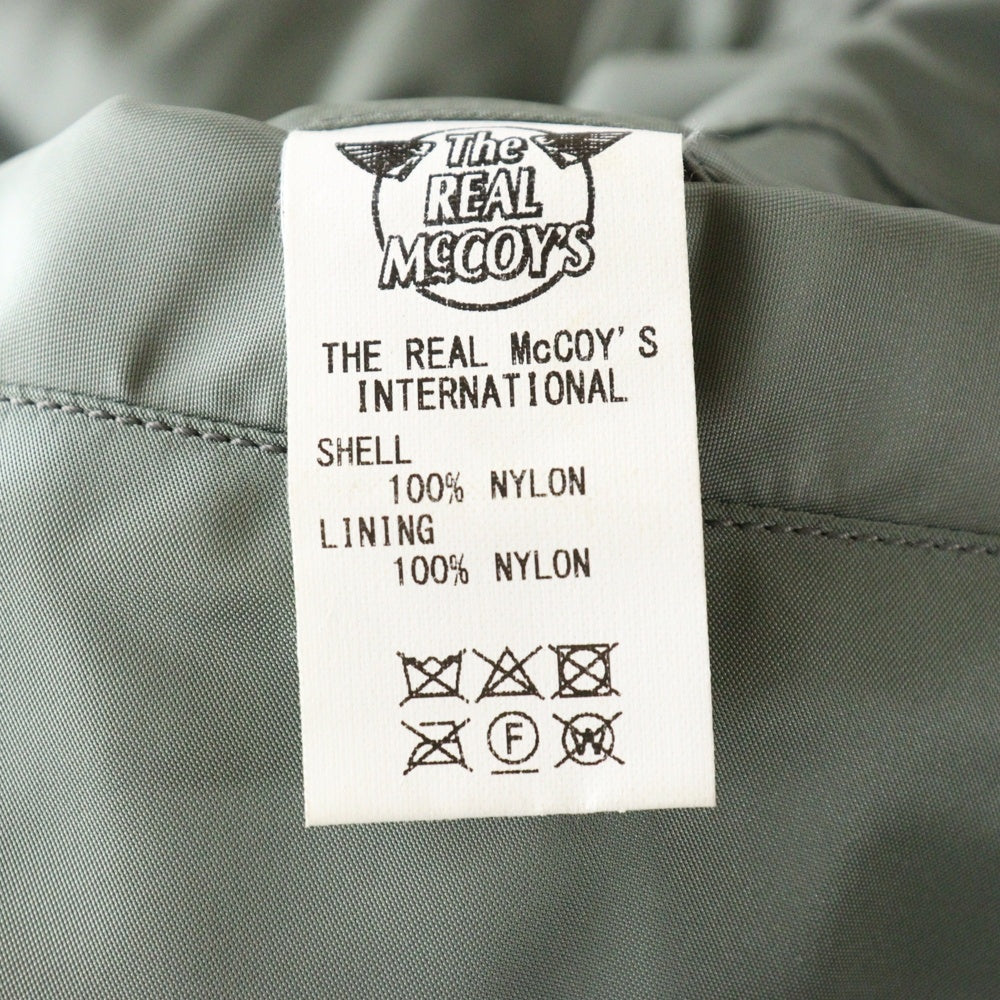 The
REAL
McCOY'S
THE REAL McCOY'S
INTERNATIONAL
SHELL
100% NYLON
LINING
100% NYLON
F
W